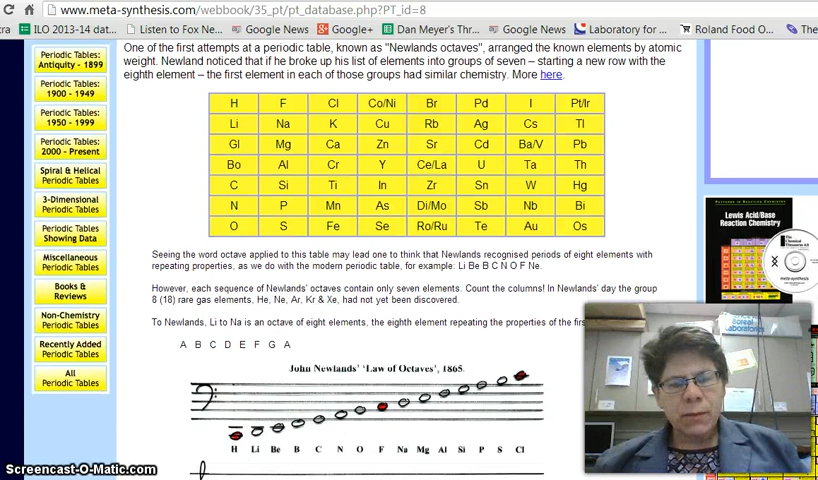 www.meta-synthesis.com/webbook/35_pt/pt_database.php?PT_id=8
ILO 2013-14 dat...
Listen to Fox New...
Google News
Google+
Dan Meyer's Thr...
Google News
Laboratory for ...
Roland Food O...
The
Periodic Tables:
Antiquity - 1899
Periodic Tables:
1900 - 1949
Periodic Tables:
1950 - 1999
Periodic Tables:
2000 - Present
Spiral & Helical
Periodic Tables
3-Dimensional
Periodic Tables
Periodic Tables
Showing Data
Miscellaneous
Periodic Tables
Books &
Reviews
Non-Chemistry
Periodic Tables
Recently Added
Periodic Tables
All
Periodic Tables
One of the first attempts at a periodic table, known as "Newlands octaves", arranged the known elements by atomic
weight. Newland noticed that if he broke up his list of elements into groups of seven – starting a new row with the
eighth element – the first element in each of those groups had similar chemistry. More here.
H F Cl Co/Ni Br Pd I Pt/Ir
Li Na K Cu Rb Ag Cs Tl
Gl Mg Ca Zn Sr Cd Ba/V Pb
Bo Al Cr Y Ce/La U Ta Th
C Si Ti In Zr Sn W Hg
N P Mn As Di/Mo Sb Nb Bi
O S Fe Se Ro/Ru Te Au Os
Seeing the word octave applied to this table may lead one to think that Newlands recognised periods of eight elements with
repeating properties, as we do with the modern periodic table, for example: Li Be B C N O F Ne.
However, each sequence of Newlands' octaves contain only seven elements. Count the columns! In Newlands' day the group
8 (18) rare gas elements, He, Ne, Ar, Kr & Xe, had not yet been discovered.
To Newlands, Li to Na is an octave of eight elements, the eighth element repeating the properties of the firs
A B C D E F G A
John Newlands' 'Law of Octaves', 1865.
H Li Be B C N O F Na Mg Al Si P S Cl
Lewis Acid/Base
Reaction Chemistry
meta-synthesis
Boreal
Laboratories
Screencast-O-Matic.com